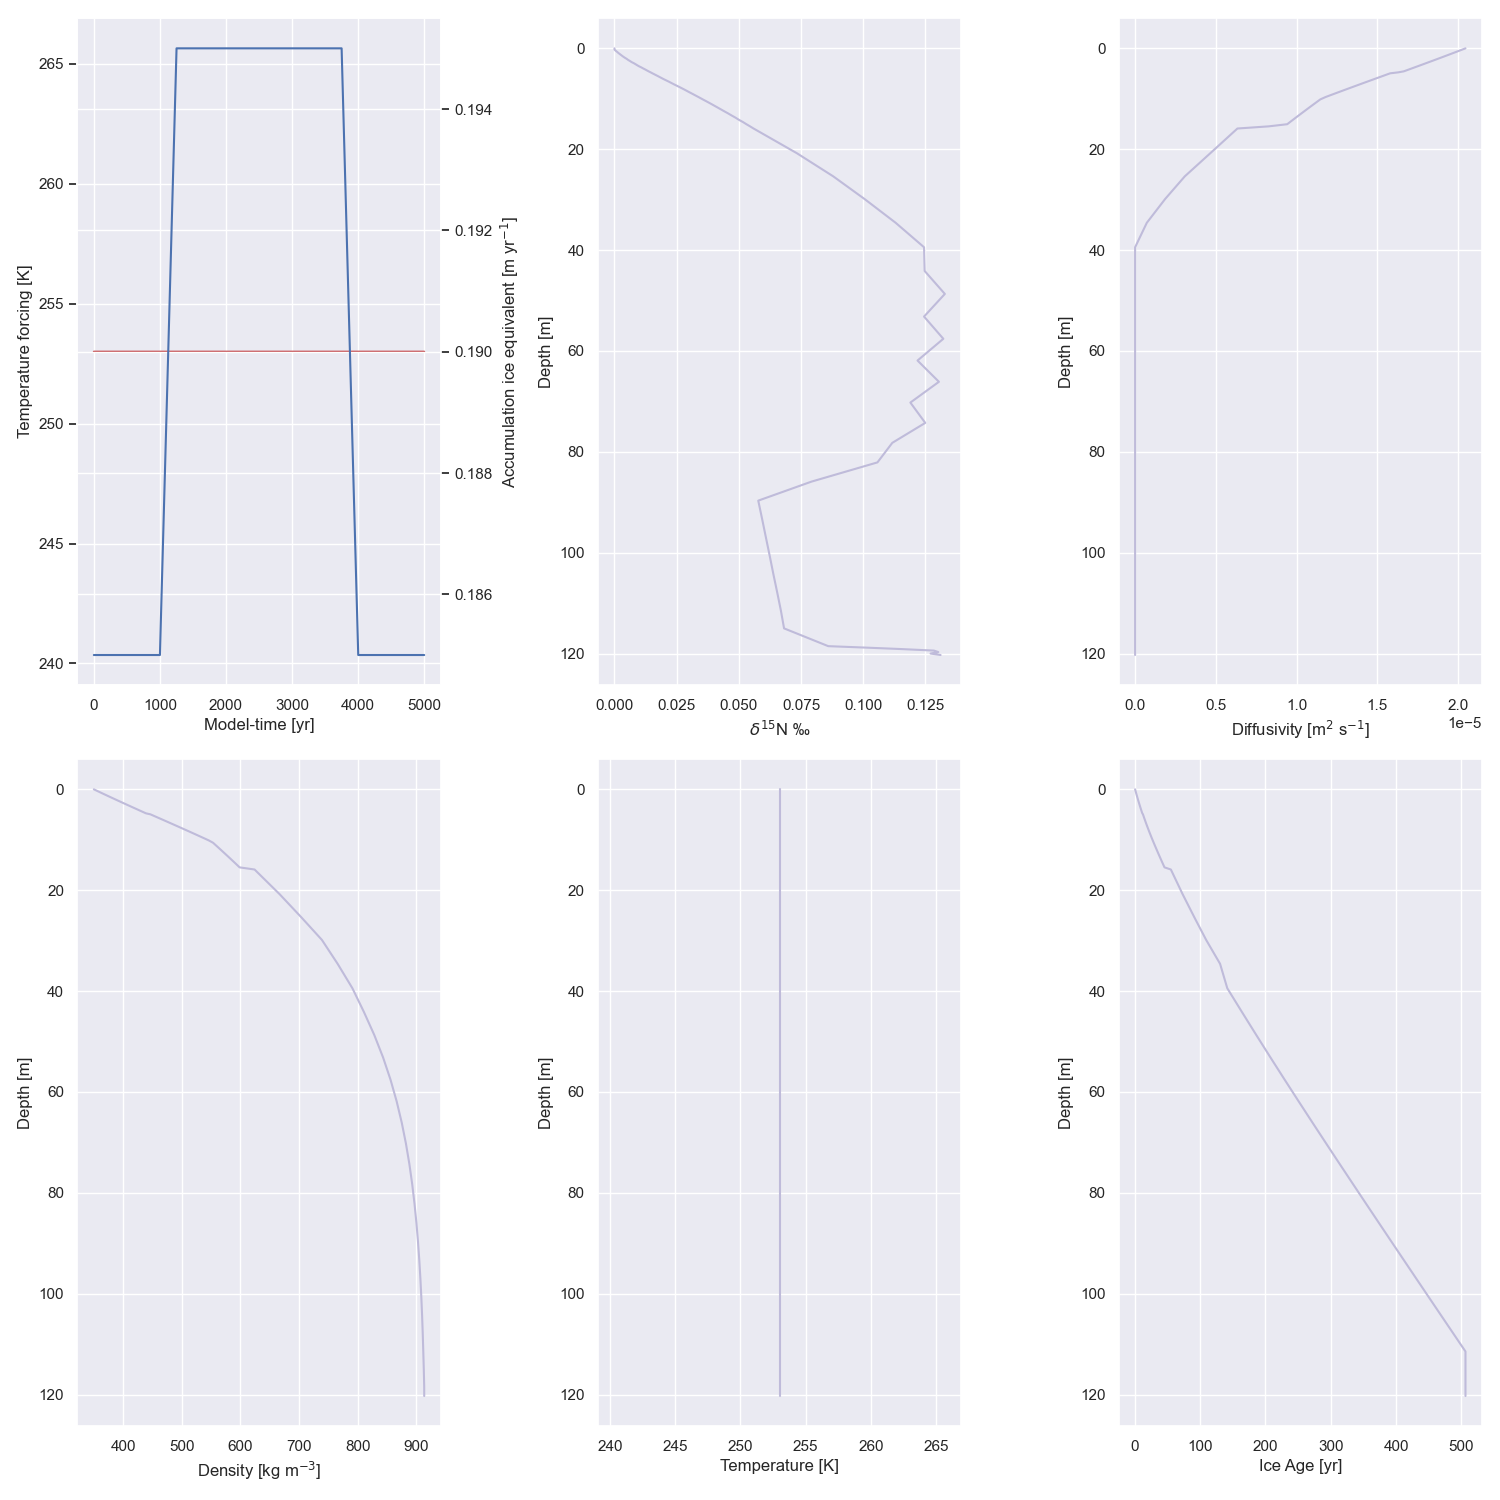 Temperature forcing [K]
265
260
255
250
245
240
0 1000 2000 3000 4000 5000
Model-time [yr]
0.194
0.192
0.190
0.188
0.186
Accumulation ice equivalent [m yr⁻¹]
Depth [m]
0
20
40
60
80
100
120
0.000 0.025 0.050 0.075 0.100 0.125
δ¹⁵N ‰
Depth [m]
0
20
40
60
80
100
120
0.0 0.5 1.0 1.5 2.0
1e−5
Diffusivity [m² s⁻¹]
Depth [m]
0
20
40
60
80
100
120
400 500 600 700 800 900
Density [kg m⁻³]
Depth [m]
0
20
40
60
80
100
120
240 245 250 255 260 265
Temperature [K]
Depth [m]
0
20
40
60
80
100
120
0 100 200 300 400 500
Ice Age [yr]